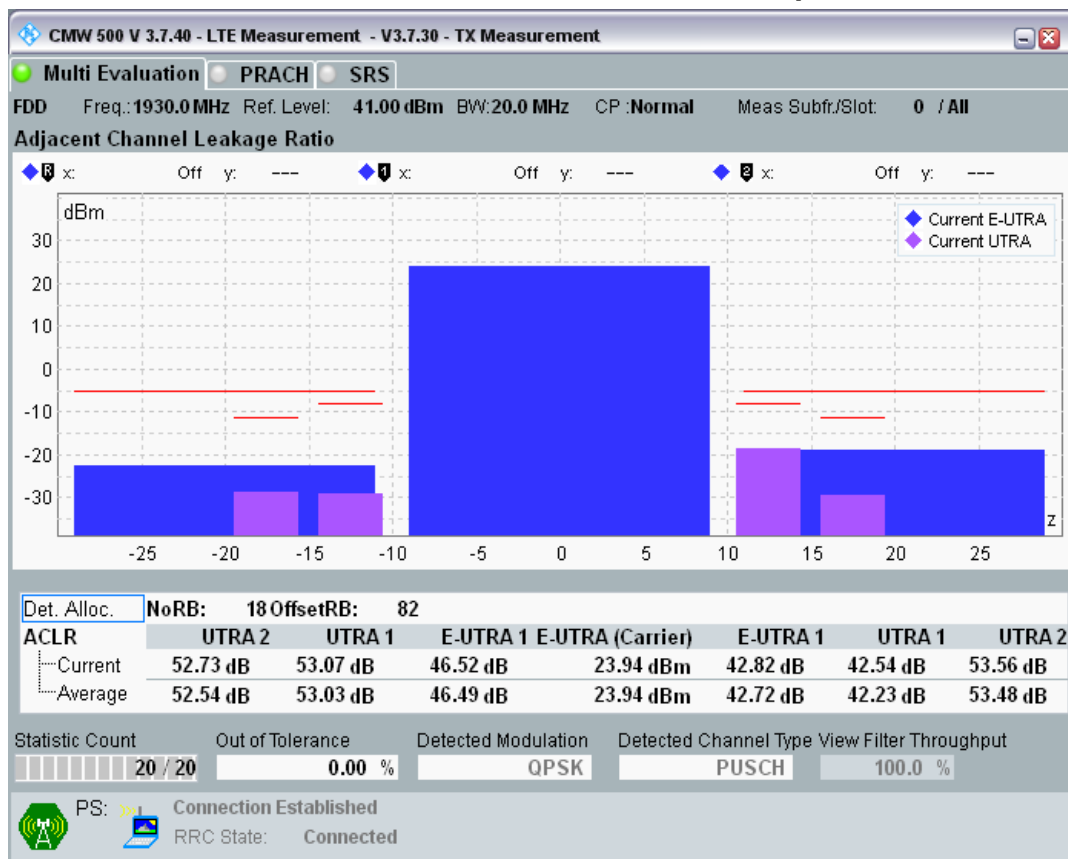 CMW 500 V 3.7.40 - LTE Measurement - V3.7.30 - TX Measurement
Multi Evaluation PRACH SRS
FDD Freq.:1930.0 MHz Ref. Level: 41.00 dBm BW:20.0 MHz CP :Normal Meas Subfr./Slot: 0 / All
Adjacent Channel Leakage Ratio
R x: Off y: --- 1 x: Off y: --- 2 x: Off y: ---
dBm
Current E-UTRA
Current UTRA
30
20
10
0
-10
-20
-30
z
-25 -20 -15 -10 -5 0 5 10 15 20 25
Det. Alloc. NoRB: 18 OffsetRB: 82
ACLR UTRA 2 UTRA 1 E-UTRA 1 E-UTRA (Carrier) E-UTRA 1 UTRA 1 UTRA 2
Current 52.73 dB 53.07 dB 46.52 dB 23.94 dBm 42.82 dB 42.54 dB 53.56 dB
Average 52.54 dB 53.03 dB 46.49 dB 23.94 dBm 42.72 dB 42.23 dB 53.48 dB
Statistic Count Out of Tolerance Detected Modulation Detected Channel Type View Filter Throughput
20 / 20 0.00 % QPSK PUSCH 100.0 %
PS: Connection Established
RRC State: Connected